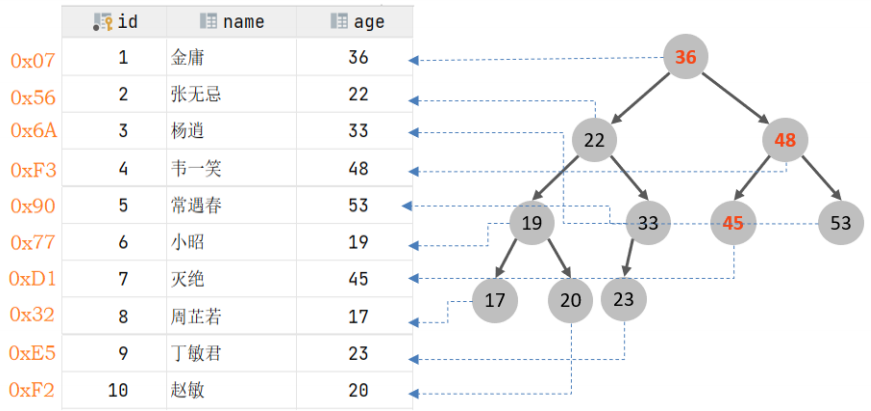 id name age
0x07 1 金庸 36
0x56 2 张无忌 22
0x6A 3 杨逍 33
0xF3 4 韦一笑 48
0x90 5 常遇春 53
0x77 6 小昭 19
0xD1 7 灭绝 45
0x32 8 周芷若 17
0xE5 9 丁敏君 23
0xF2 10 赵敏 20
36
22 48
19 33 45 53
17 20 23